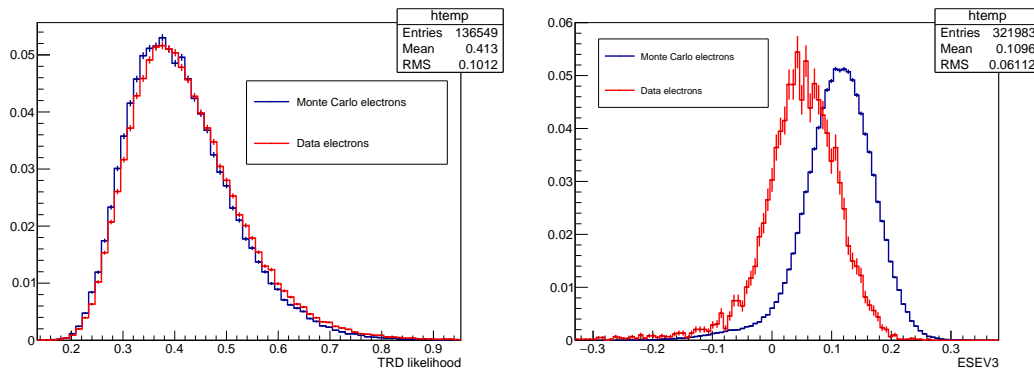 htemp
Entries 136549
Mean 0.413
RMS 0.1012
0.05
0.04
0.03
0.02
0.01
0
Monte Carlo electrons
Data electrons
0.2 0.3 0.4 0.5 0.6 0.7 0.8 0.9
TRD likelihood
htemp
Entries 321983
Mean 0.1096
RMS 0.06112
0.06
0.05
0.04
0.03
0.02
0.01
0
Monte Carlo electrons
Data electrons
−0.3 −0.2 −0.1 0 0.1 0.2 0.3
ESEV3